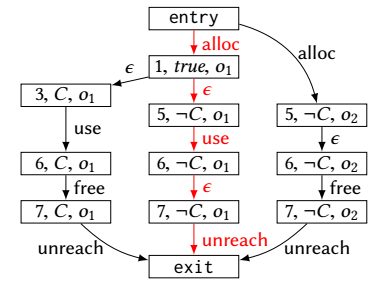 entry
alloc
alloc
1, true, o₁
ϵ
ϵ
3, C, o₁
5, ¬C, o₁
5, ¬C, o₂
use
use
ϵ
6, C, o₁
6, ¬C, o₁
6, ¬C, o₂
free
ϵ
free
7, C, o₁
7, ¬C, o₁
7, ¬C, o₂
unreach
unreach
unreach
exit